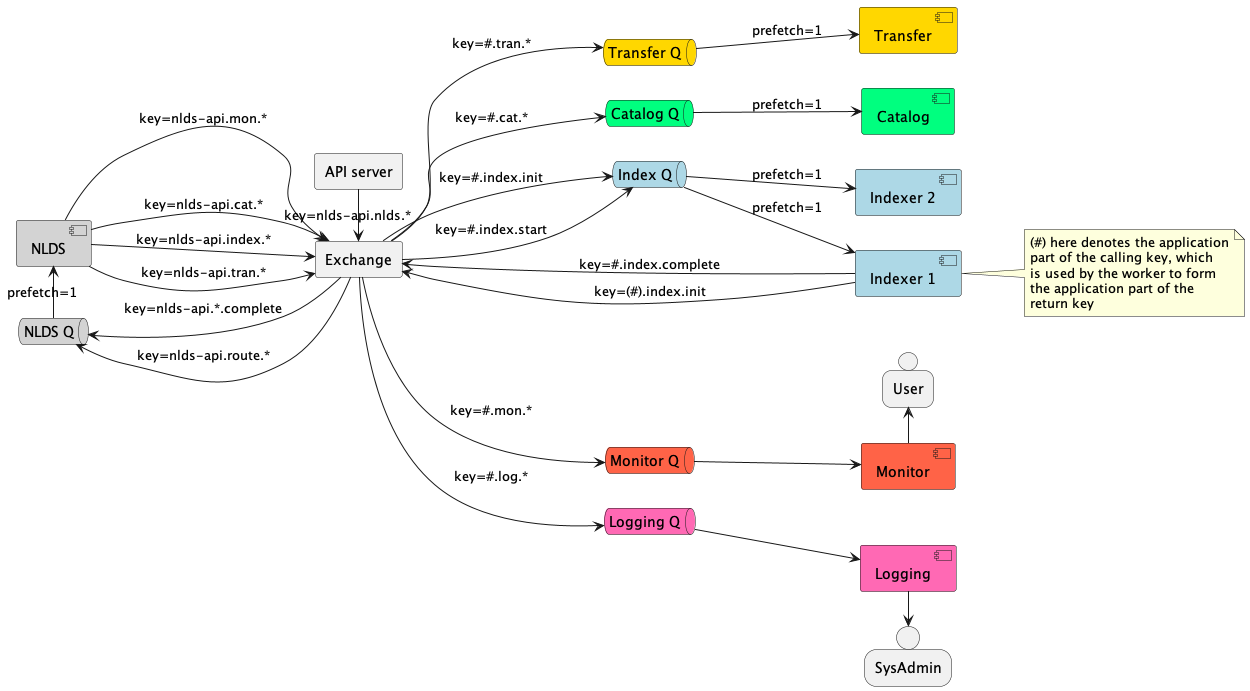 key=#.tran.*
Transfer Q
prefetch=1
Transfer
key=nlds-api.mon.*
key=#.cat.*
Catalog Q
prefetch=1
Catalog
API server
key=#.index.init
Index Q
prefetch=1
Indexer 2
key=nlds-api.cat.*
key=nlds-api.nlds.*
prefetch=1
NLDS
key=nlds-api.index.*
key=#.index.start
Exchange
key=#.index.complete
Indexer 1
(#) here denotes the application
part of the calling key, which
is used by the worker to form
the application part of the
return key
key=nlds-api.tran.*
prefetch=1
key=(#).index.init
key=nlds-api.*.complete
NLDS Q
key=nlds-api.route.*
User
key=#.mon.*
Monitor Q
Monitor
key=#.log.*
Logging Q
Logging
SysAdmin